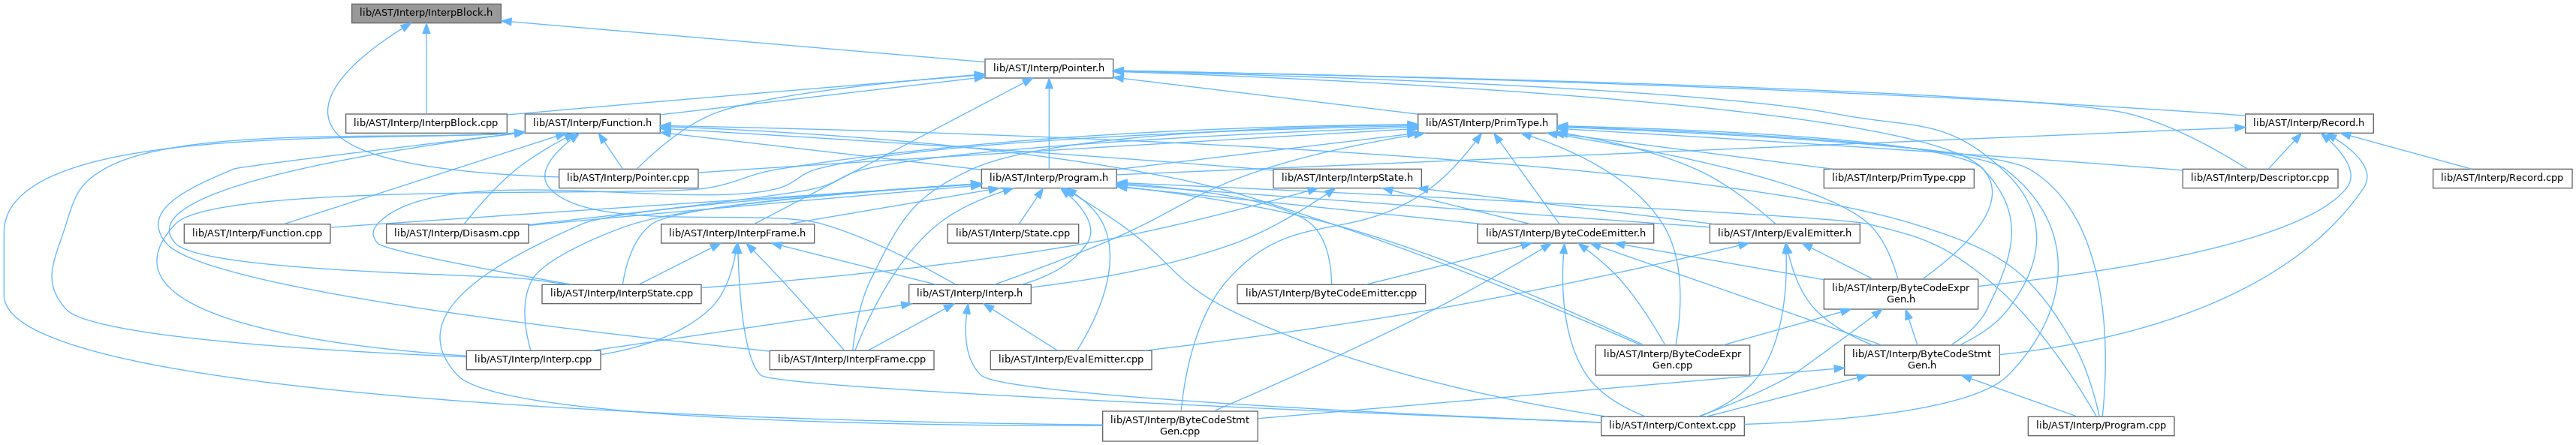 lib/AST/Interp/InterpBlock.h
lib/AST/Interp/Pointer.h
lib/AST/Interp/InterpBlock.cpp
lib/AST/Interp/Function.h
lib/AST/Interp/PrimType.h
lib/AST/Interp/Record.h
lib/AST/Interp/Pointer.cpp
lib/AST/Interp/Program.h
lib/AST/Interp/InterpState.h
lib/AST/Interp/PrimType.cpp
lib/AST/Interp/Descriptor.cpp
lib/AST/Interp/Record.cpp
lib/AST/Interp/Function.cpp
lib/AST/Interp/Disasm.cpp
lib/AST/Interp/InterpFrame.h
lib/AST/Interp/State.cpp
lib/AST/Interp/ByteCodeEmitter.h
lib/AST/Interp/EvalEmitter.h
lib/AST/Interp/InterpState.cpp
lib/AST/Interp/Interp.h
lib/AST/Interp/ByteCodeEmitter.cpp
lib/AST/Interp/ByteCodeExpr
Gen.h
lib/AST/Interp/Interp.cpp
lib/AST/Interp/InterpFrame.cpp
lib/AST/Interp/EvalEmitter.cpp
lib/AST/Interp/ByteCodeExpr
Gen.cpp
lib/AST/Interp/ByteCodeStmt
Gen.h
lib/AST/Interp/ByteCodeStmt
Gen.cpp
lib/AST/Interp/Context.cpp
lib/AST/Interp/Program.cpp